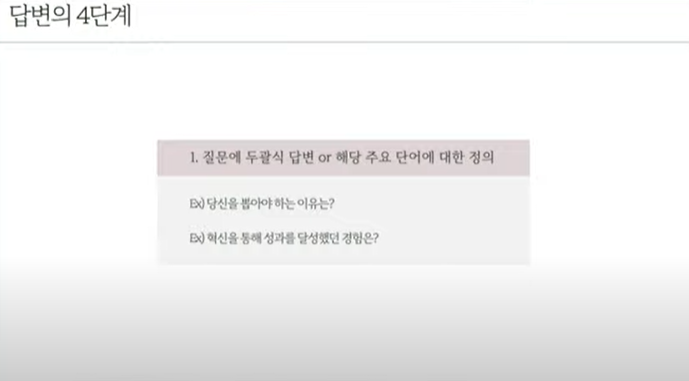 답변의 4단계
1. 질문에 두괄식 답변 or 해당 주요 단어에 대한 정의
Ex) 당신을 뽑아야 하는 이유는?
Ex) 혁신을 통해 성과를 달성했던 경험은?